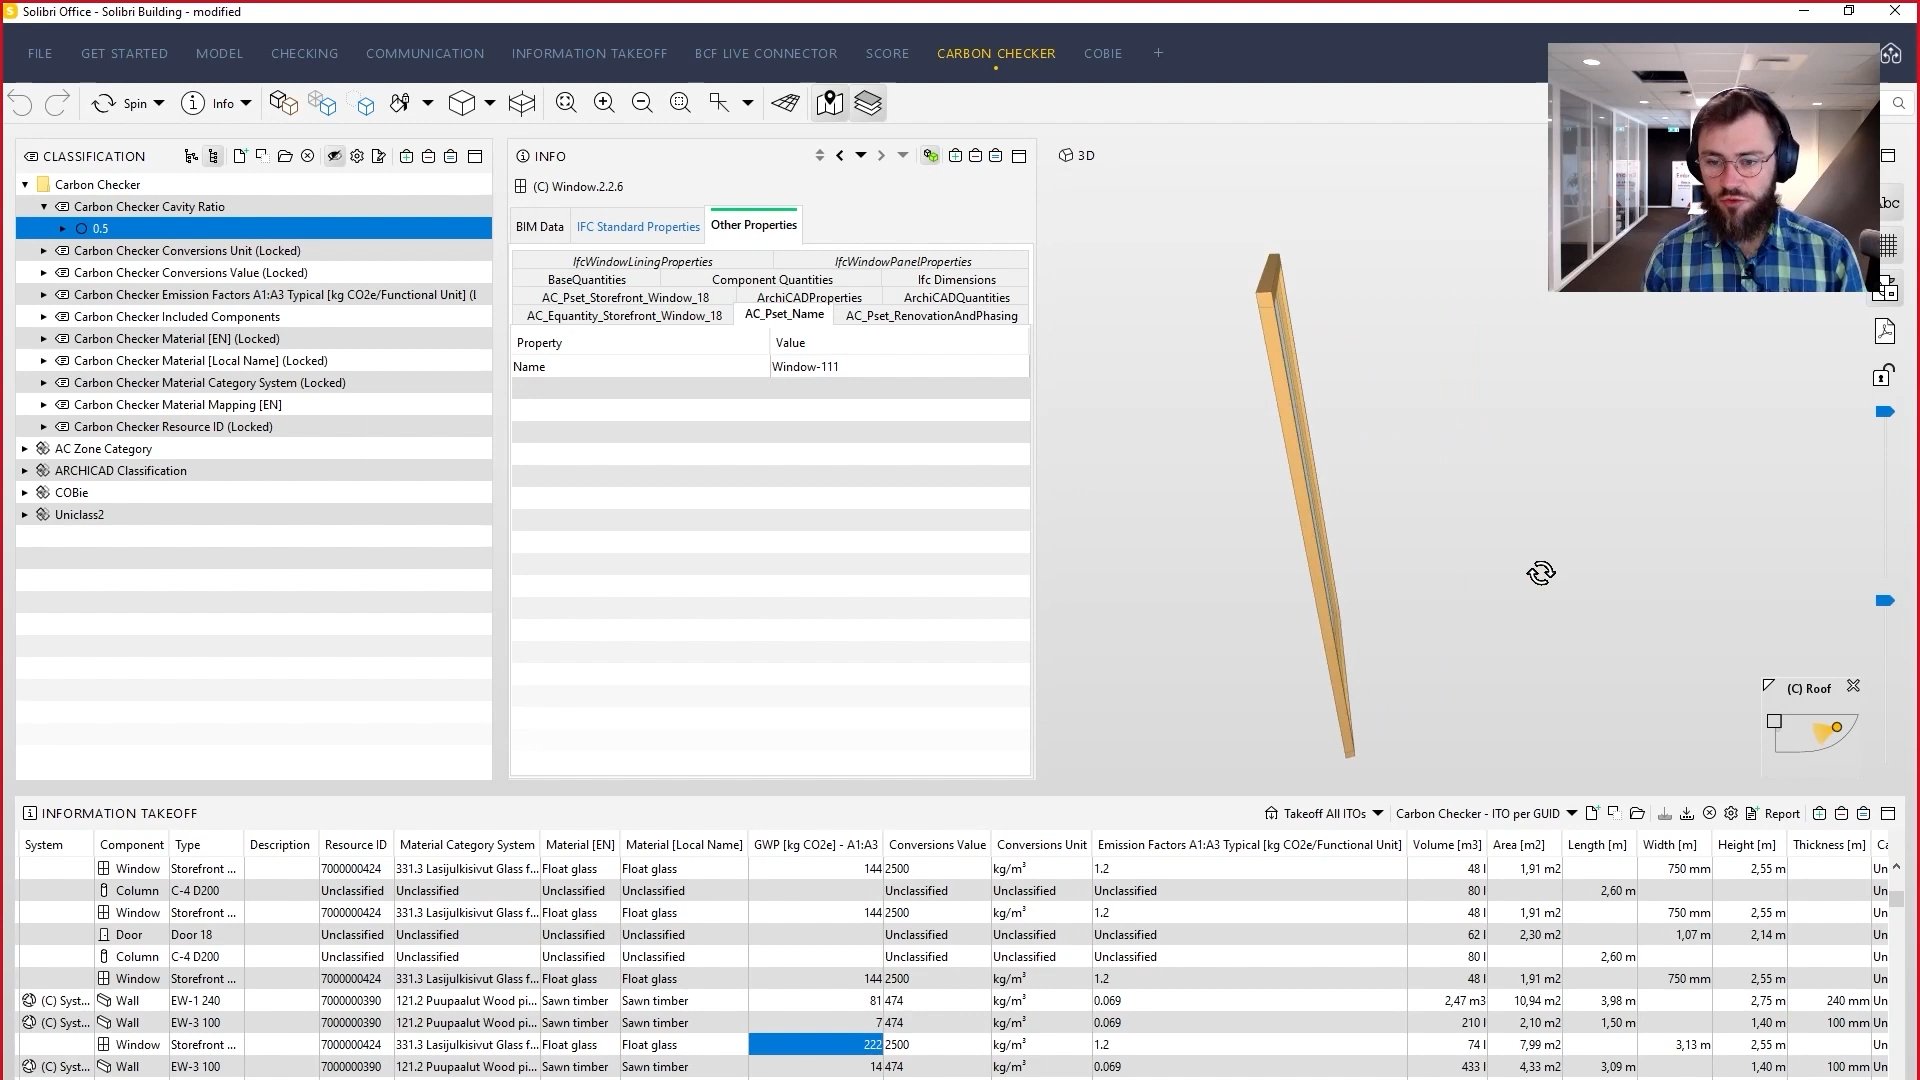 Solibri Office - Solibri Building - modified
FILE GET STARTED MODEL CHECKING COMMUNICATION INFORMATION TAKEOFF BCF LIVE CONNECTOR SCORE CARBON CHECKER COBIE +
Spin Info
CLASSIFICATION
Carbon Checker
Carbon Checker Cavity Ratio
0.5
Carbon Checker Conversions Unit (Locked)
Carbon Checker Conversions Value (Locked)
Carbon Checker Emission Factors A1:A3 Typical [kg CO2e/Functional Unit] (l
Carbon Checker Included Components
Carbon Checker Material [EN] (Locked)
Carbon Checker Material [Local Name] (Locked)
Carbon Checker Material Category System (Locked)
Carbon Checker Material Mapping [EN]
Carbon Checker Resource ID (Locked)
AC Zone Category
ARCHICAD Classification
COBie
Uniclass2
INFO
(C) Window.2.2.6
BIM Data IFC Standard Properties Other Properties
IfcWindowLiningProperties IfcWindowPanelProperties
BaseQuantities Component Quantities Ifc Dimensions
AC_Pset_Storefront_Window_18 ArchiCADProperties ArchiCADQuantities
AC_Equantity_Storefront_Window_18 AC_Pset_Name AC_Pset_RenovationAndPhasing
Property Value
Name Window-111
3D
bc
(C) Roof
INFORMATION TAKEOFF
Takeoff All ITOs Carbon Checker - ITO per GUID Report
System Component Type Description Resource ID Material Category System Material [EN] Material [Local Name] GWP [kg CO2e] - A1:A3 Conversions Value Conversions Unit Emission Factors A1:A3 Typical [kg CO2e/Functional Unit] Volume [m3] Area [m2] Length [m] Width [m] Height [m] Thickness [m] Ca
Window Storefront ... 7000000424 331.3 Lasijulkisivut Glass f... Float glass Float glass 144 2500 kg/m³ 1.2 48 l 1,91 m2 750 mm 2,55 m Un
Column C-4 D200 Unclassified Unclassified Unclassified Unclassified Unclassified Unclassified Unclassified 80 l 2,60 m Un
Window Storefront ... 7000000424 331.3 Lasijulkisivut Glass f... Float glass Float glass 144 2500 kg/m³ 1.2 48 l 1,91 m2 750 mm 2,55 m Un
Door Door 18 Unclassified Unclassified Unclassified Unclassified Unclassified Unclassified Unclassified 62 l 2,30 m2 1,07 m 2,14 m Un
Column C-4 D200 Unclassified Unclassified Unclassified Unclassified Unclassified Unclassified Unclassified 80 l 2,60 m Un
Window Storefront ... 7000000424 331.3 Lasijulkisivut Glass f... Float glass Float glass 144 2500 kg/m³ 1.2 48 l 1,91 m2 750 mm 2,55 m Un
(C) Syst... Wall EW-1 240 7000000390 121.2 Puupaalut Wood pi... Sawn timber Sawn timber 81 474 kg/m³ 0.069 2,47 m3 10,94 m2 3,98 m 2,75 m 240 mm Un
(C) Syst... Wall EW-3 100 7000000390 121.2 Puupaalut Wood pi... Sawn timber Sawn timber 7 474 kg/m³ 0.069 210 l 2,10 m2 1,50 m 1,40 m 100 mm Un
Window Storefront ... 7000000424 331.3 Lasijulkisivut Glass f... Float glass Float glass 222 2500 kg/m³ 1.2 74 l 7,99 m2 3,13 m 2,55 m Un
(C) Syst... Wall EW-3 100 7000000390 121.2 Puupaalut Wood pi... Sawn timber Sawn timber 14 474 kg/m³ 0.069 433 l 4,33 m2 3,09 m 1,40 m 100 mm Un